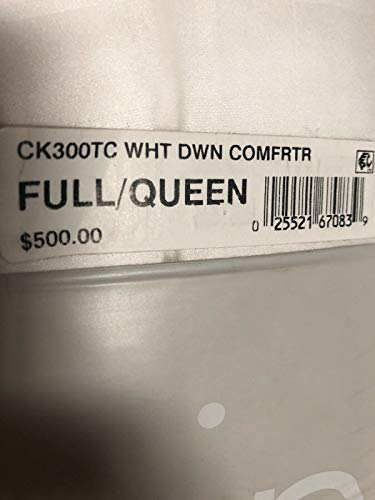 CK300TC WHT DWN COMFRTR
FULL/QUEEN
$500.00
0 25521 67083 9